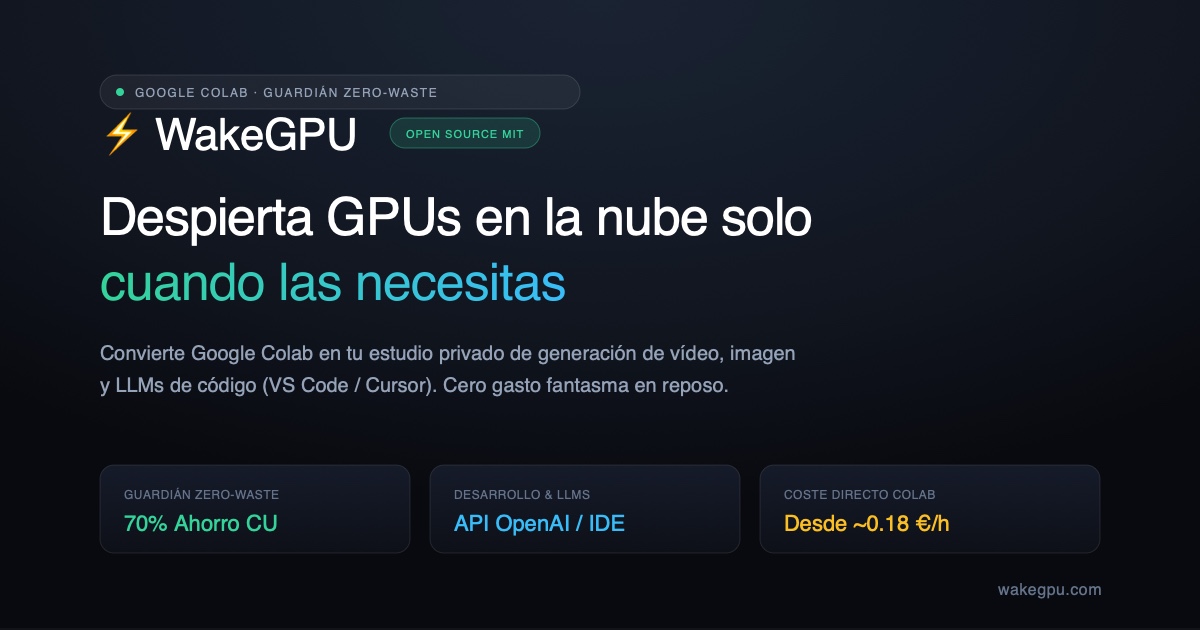 GOOGLE COLAB · GUARDIÁN ZERO-WASTE
⚡ WakeGPU
OPEN SOURCE MIT
Despierta GPUs en la nube solo
cuando las necesitas
Convierte Google Colab en tu estudio privado de generación de vídeo, imagen
y LLMs de código (VS Code / Cursor). Cero gasto fantasma en reposo.
GUARDIÁN ZERO-WASTE
70% Ahorro CU
DESARROLLO & LLMS
API OpenAI / IDE
COSTE DIRECTO COLAB
Desde ~0.18 €/h
wakegpu.com